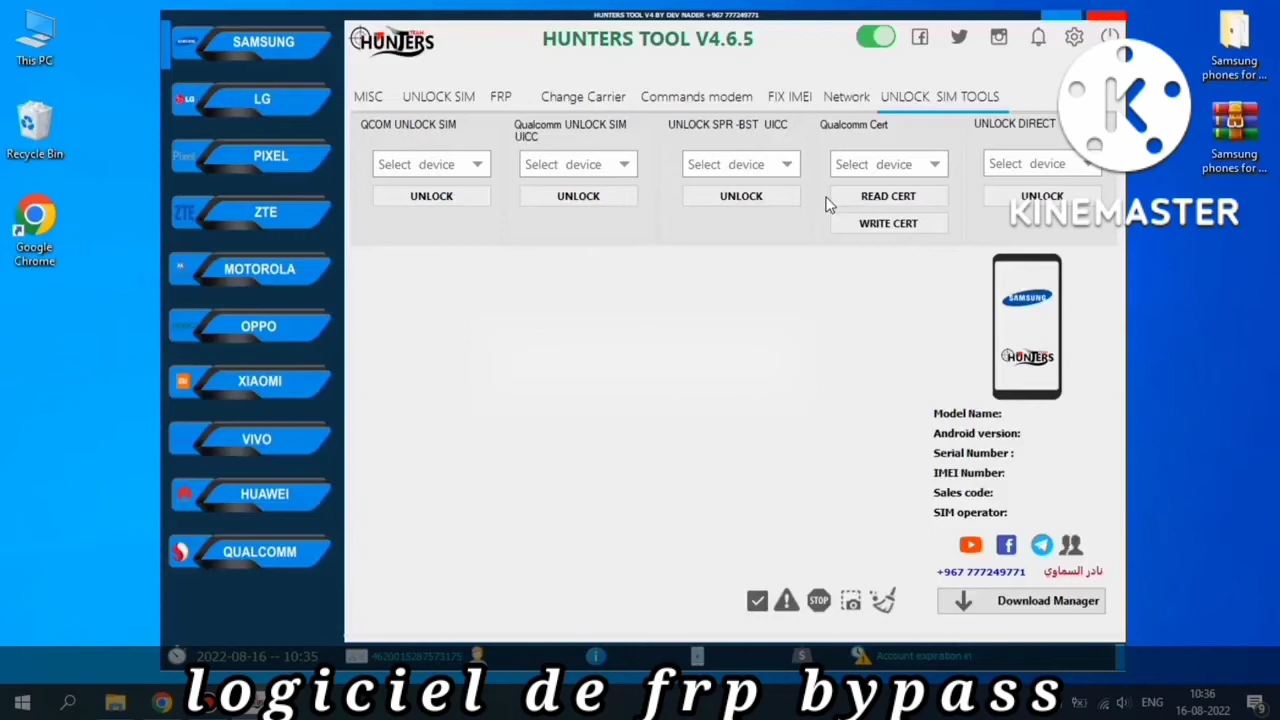 HUNTERS TOOL V4 BY DEV NADER +967 777249771
This PC
Recycle Bin
Google
Chrome
SAMSUNG
LG
PIXEL
ZTE
MOTOROLA
OPPO
XIAOMI
VIVO
HUAWEI
QUALCOMM
TEAM
HUNTERS
HUNTERS TOOL V4.6.5
MISC UNLOCK SIM FRP Change Carrier Commands modem FIX IMEI Network UNLOCK SIM TOOLS
QCOM UNLOCK SIM
Select device
UNLOCK
Qualcomm UNLOCK SIM
UICC
Select device
UNLOCK
UNLOCK SPR -BST UICC
Select device
UNLOCK
Qualcomm Cert
Select device
READ CERT
WRITE CERT
UNLOCK DIRECT
Select device
UNLOCK
KINEMASTER
Samsung
phones for ...
Samsung
phones for ...
SAMSUNG
HUNTERS
Model Name:
Android version:
Serial Number :
IMEI Number:
Sales code:
SIM operator:
+967 777249771 نادر السماوي
STOP
Download Manager
2022-08-16 -- 10:35
4620015287573175
Account expiration in
logiciel de frp bypass
ENG
10:36
16-08-2022